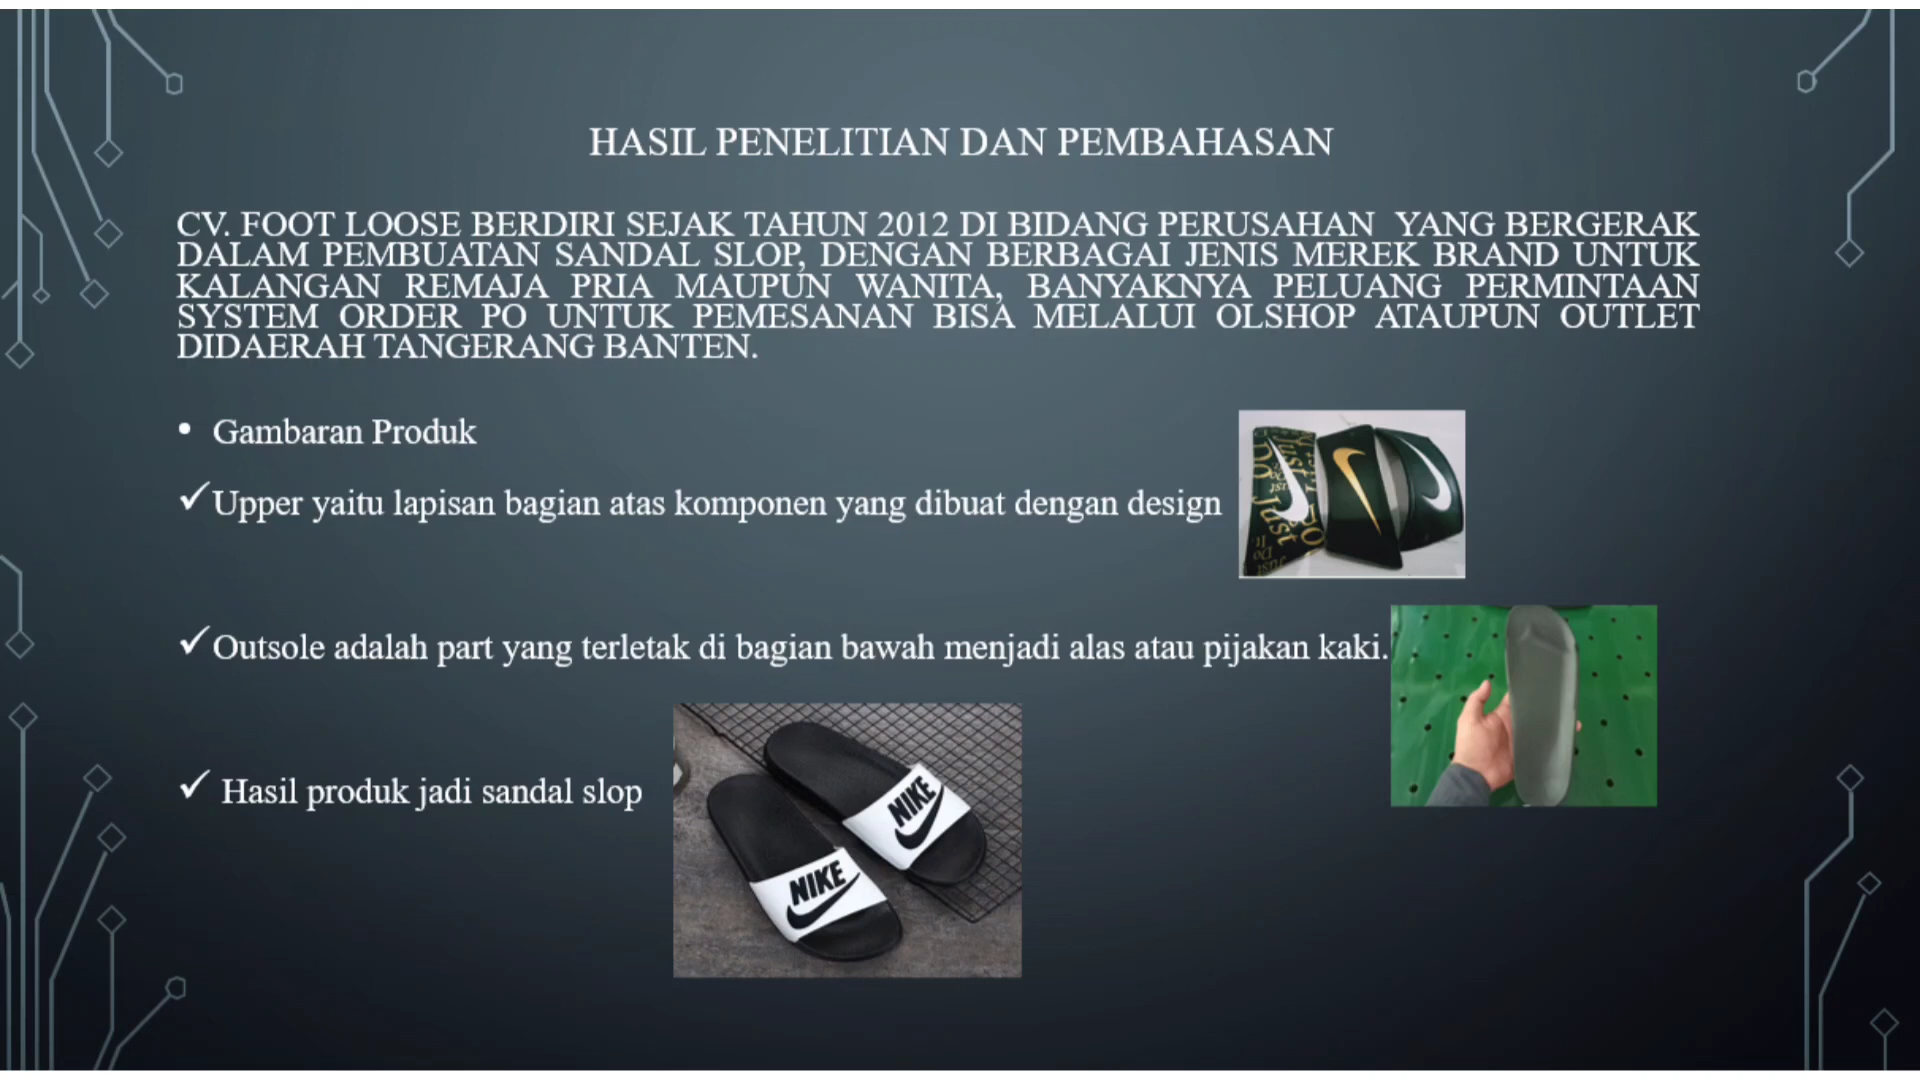 HASIL PENELITIAN DAN PEMBAHASAN
CV. FOOT LOOSE BERDIRI SEJAK TAHUN 2012 DI BIDANG PERUSAHAN YANG BERGERAK
DALAM PEMBUATAN SANDAL SLOP, DENGAN BERBAGAI JENIS MEREK BRAND UNTUK
KALANGAN REMAJA PRIA MAUPUN WANITA, BANYAKNYA PELUANG PERMINTAAN
SYSTEM ORDER PO UNTUK PEMESANAN BISA MELALUI OLSHOP ATAUPUN OUTLET
DIDAERAH TANGERANG BANTEN.
• Gambaran Produk
✓ Upper yaitu lapisan bagian atas komponen yang dibuat dengan design
✓ Outsole adalah part yang terletak di bagian bawah menjadi alas atau pijakan kaki.
✓ Hasil produk jadi sandal slop
NIKE
NIKE